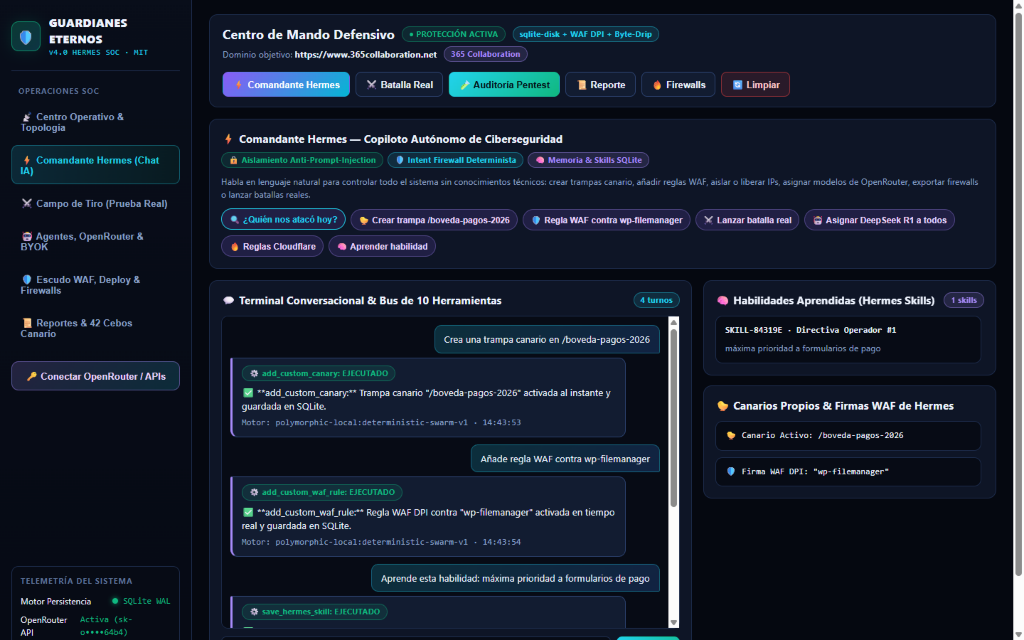 GUARDIANES
ETERNOS
v4.0 HERMES SOC · MIT
OPERACIONES SOC
Centro Operativo &
Topología
Comandante Hermes (Chat
IA)
Campo de Tiro (Prueba Real)
Agentes, OpenRouter &
BYOK
Escudo WAF, Deploy &
Firewalls
Reportes & 42 Cebos
Canario
Conectar OpenRouter / APIs
TELEMETRÍA DEL SISTEMA
Motor Persistencia SQLite WAL
OpenRouter Activa (sk-
API o••••64b4)
Centro de Mando Defensivo
PROTECCIÓN ACTIVA
sqlite-disk + WAF DPI + Byte-Drip
Dominio objetivo: https://www.365collaboration.net 365 Collaboration
Comandante Hermes
Batalla Real
Auditoría Pentest
Reporte
Firewalls
Limpiar
Comandante Hermes — Copiloto Autónomo de Ciberseguridad
Aislamiento Anti-Prompt-Injection
Intent Firewall Determinista
Memoria & Skills SQLite
Habla en lenguaje natural para controlar todo el sistema sin conocimientos técnicos: crear trampas canario, añadir reglas WAF, aislar o liberar IPs, asignar modelos de OpenRouter, exportar firewalls
o lanzar batallas reales.
¿Quién nos atacó hoy?
Crear trampa /boveda-pagos-2026
Regla WAF contra wp-filemanager
Lanzar batalla real
Asignar DeepSeek R1 a todos
Reglas Cloudflare
Aprender habilidad
Terminal Conversacional & Bus de 10 Herramientas
4 turnos
Crea una trampa canario en /boveda-pagos-2026
add_custom_canary: EJECUTADO
**add_custom_canary:** Trampa canario "/boveda-pagos-2026" activada al instante y
guardada en SQLite.
Motor: polymorphic-local:deterministic-swarm-v1 · 14:43:53
Añade regla WAF contra wp-filemanager
add_custom_waf_rule: EJECUTADO
**add_custom_waf_rule:** Regla WAF DPI contra "wp-filemanager" activada en tiempo
real y guardada en SQLite.
Motor: polymorphic-local:deterministic-swarm-v1 · 14:43:54
Aprende esta habilidad: máxima prioridad a formularios de pago
save_hermes_skill: EJECUTADO
Habilidades Aprendidas (Hermes Skills)
1 skills
SKILL-84319E · Directiva Operador #1
máxima prioridad a formularios de pago
Canarios Propios & Firmas WAF de Hermes
Canario Activo: /boveda-pagos-2026
Firma WAF DPI: "wp-filemanager"